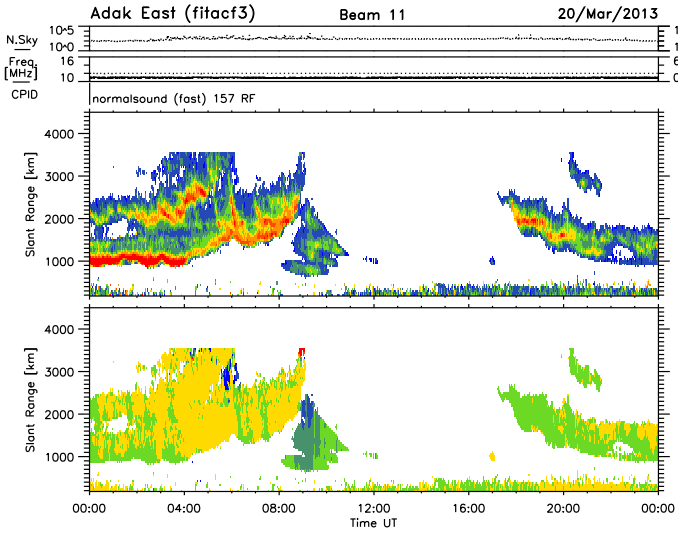 Adak East (fitacf3) Beam 11 20/Mar/2013
N.Sky 10^5 10^0 1 1
Freq. [MHz] 16 10 6 0
CPID normalsound (fast) 157 RF
Slant Range [km] 4000 3000 2000 1000
Slant Range [km] 4000 3000 2000 1000
00:00 04:00 08:00 12:00 16:00 20:00 00:00
Time UT